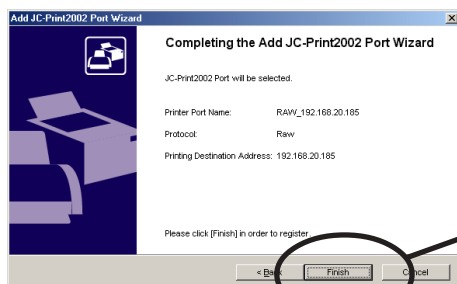 Add JC-Print2002 Port Wizard
Completing the Add JC-Print2002 Port Wizard
JC-Print2002 Port will be selected.
Printer Port Name: RAW_192.168.20.185
Protocol: Raw
Printing Destination Address: 192.168.20.185
Please click [Finish] in order to register.
< Back Finish Cancel